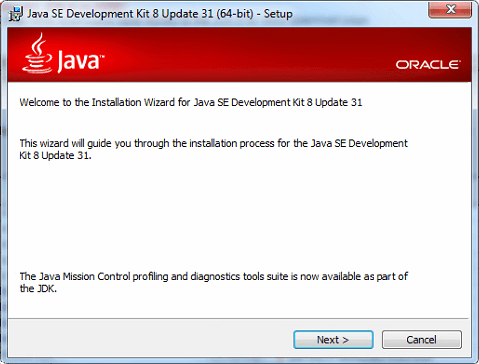 Java SE Development Kit 8 Update 31 (64-bit) - Setup
Java™
ORACLE®
Welcome to the Installation Wizard for Java SE Development Kit 8 Update 31
This wizard will guide you through the installation process for the Java SE Development
Kit 8 Update 31.
The Java Mission Control profiling and diagnostics tools suite is now available as part of
the JDK.
Next >
Cancel